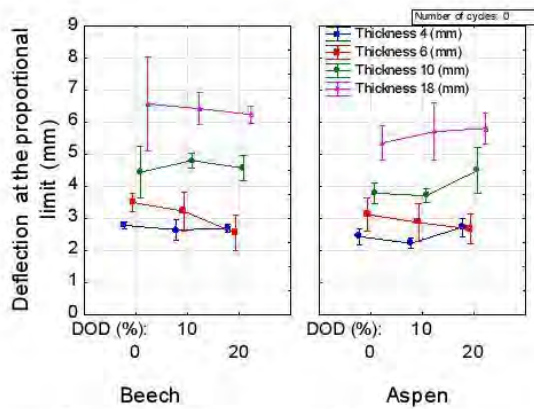 Number of cycles: 0
Thickness 4 (mm)
Thickness 6 (mm)
Thickness 10 (mm)
Thickness 18 (mm)
Deflection at the proportional
limit (mm)
9
8
7
6
5
4
3
2
1
0
DOD (%): 10
0 20
DOD (%): 10
0 20
Beech Aspen